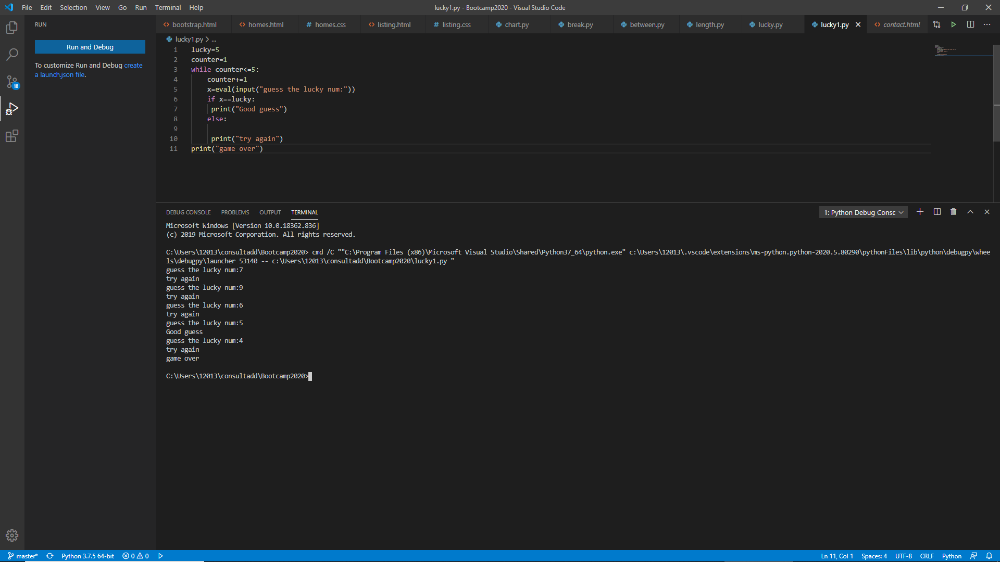 File Edit Selection View Go Run Terminal Help
lucky1.py - Bootcamp2020 - Visual Studio Code
RUN
Run and Debug
To customize Run and Debug create
a launch.json file.
18
bootstrap.html homes.html homes.css listing.html listing.css chart.py break.py between.py length.py lucky.py lucky1.py contact.html
lucky1.py > ...
1 lucky=5
2 counter=1
3 while counter<=5:
4 counter+=1
5 x=eval(input("guess the lucky num:"))
6 if x==lucky:
7 print("Good guess")
8 else:
9
10 print("try again")
11 print("game over")
DEBUG CONSOLE PROBLEMS OUTPUT TERMINAL
1: Python Debug Consc
Microsoft Windows [Version 10.0.18362.836]
(c) 2019 Microsoft Corporation. All rights reserved.
C:\Users\12013\consultadd\Bootcamp2020> cmd /C ""C:\Program Files (x86)\Microsoft Visual Studio\Shared\Python37_64\python.exe" c:\Users\12013\.vscode\extensions\ms-python.python-2020.5.80290\pythonFiles\lib\python\debugpy\whee
ls\debugpy\launcher 53140 -- c:\Users\12013\consultadd\Bootcamp2020\lucky1.py "
guess the lucky num:7
try again
guess the lucky num:9
try again
guess the lucky num:6
try again
guess the lucky num:5
Good guess
guess the lucky num:4
try again
game over
C:\Users\12013\consultadd\Bootcamp2020>
master* Python 3.7.5 64-bit 0 0
Ln 11, Col 1 Spaces: 4 UTF-8 CRLF Python